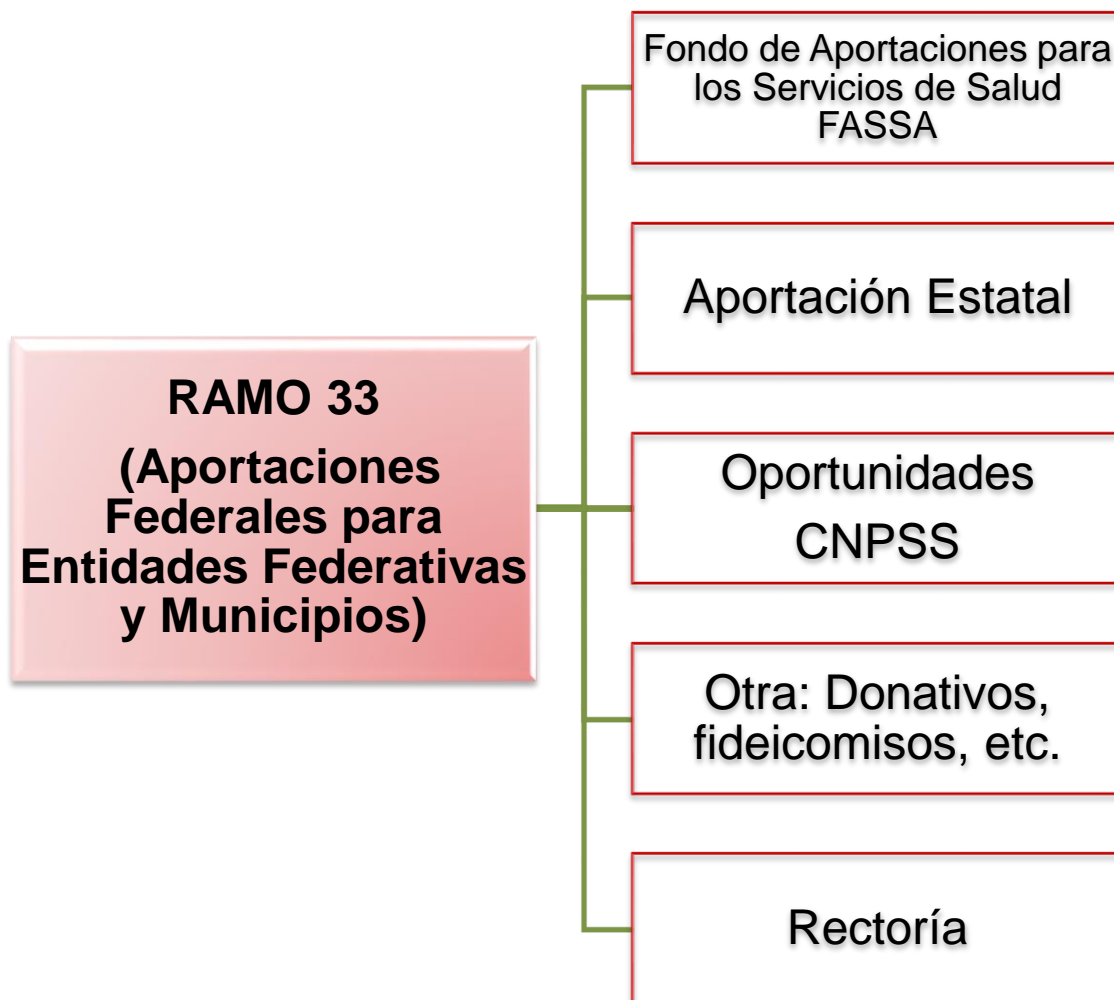 Fondo de Aportaciones para
los Servicios de Salud
FASSA
Aportación Estatal
RAMO 33
(Aportaciones
Federales para
Entidades Federativas
y Municipios)
Oportunidades
CNPSS
Otra: Donativos,
fideicomisos, etc.
Rectoría